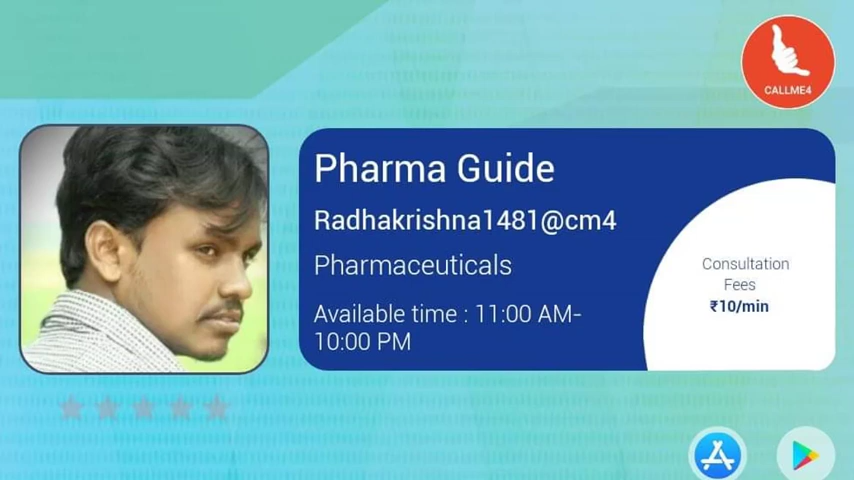 CALLME4
Pharma Guide
Radhakrishna1481@cm4
Pharmaceuticals
Available time : 11:00 AM-
10:00 PM
Consultation
Fees
₹10/min